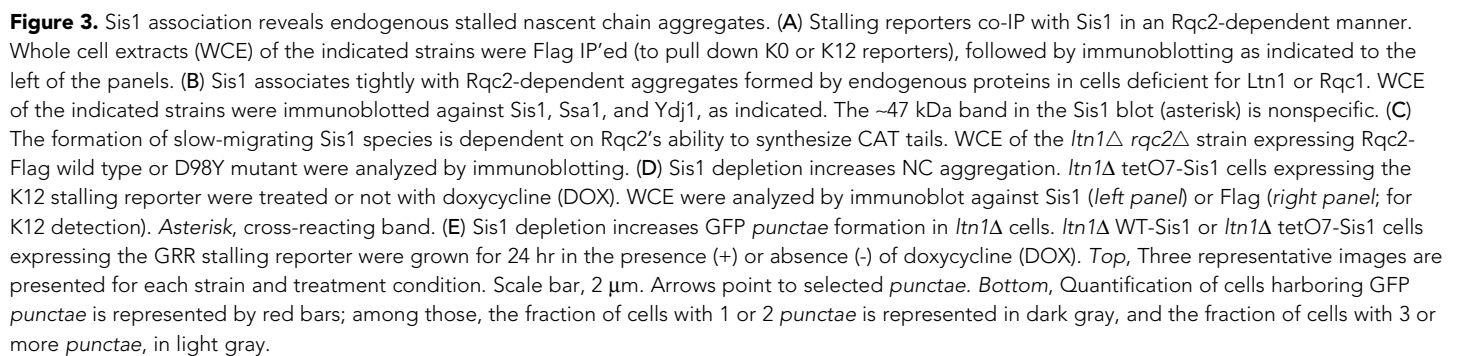 Figure 3. Sis1 association reveals endogenous stalled nascent chain aggregates. (A) Stalling reporters co-IP with Sis1 in an Rqc2-dependent manner.
Whole cell extracts (WCE) of the indicated strains were Flag IP’ed (to pull down K0 or K12 reporters), followed by immunoblotting as indicated to the
left of the panels. (B) Sis1 associates tightly with Rqc2-dependent aggregates formed by endogenous proteins in cells deficient for Ltn1 or Rqc1. WCE
of the indicated strains were immunoblotted against Sis1, Ssa1, and Ydj1, as indicated. The ~47 kDa band in the Sis1 blot (asterisk) is nonspecific. (C)
The formation of slow-migrating Sis1 species is dependent on Rqc2’s ability to synthesize CAT tails. WCE of the ltn1△ rqc2△ strain expressing Rqc2-
Flag wild type or D98Y mutant were analyzed by immunoblotting. (D) Sis1 depletion increases NC aggregation. ltn1Δ tetO7-Sis1 cells expressing the
K12 stalling reporter were treated or not with doxycycline (DOX). WCE were analyzed by immunoblot against Sis1 (left panel) or Flag (right panel; for
K12 detection). Asterisk, cross-reacting band. (E) Sis1 depletion increases GFP punctae formation in ltn1Δ cells. ltn1Δ WT-Sis1 or ltn1Δ tetO7-Sis1 cells
expressing the GRR stalling reporter were grown for 24 hr in the presence (+) or absence (-) of doxycycline (DOX). Top, Three representative images are
presented for each strain and treatment condition. Scale bar, 2 μm. Arrows point to selected punctae. Bottom, Quantification of cells harboring GFP
punctae is represented by red bars; among those, the fraction of cells with 1 or 2 punctae is represented in dark gray, and the fraction of cells with 3 or
more punctae, in light gray.